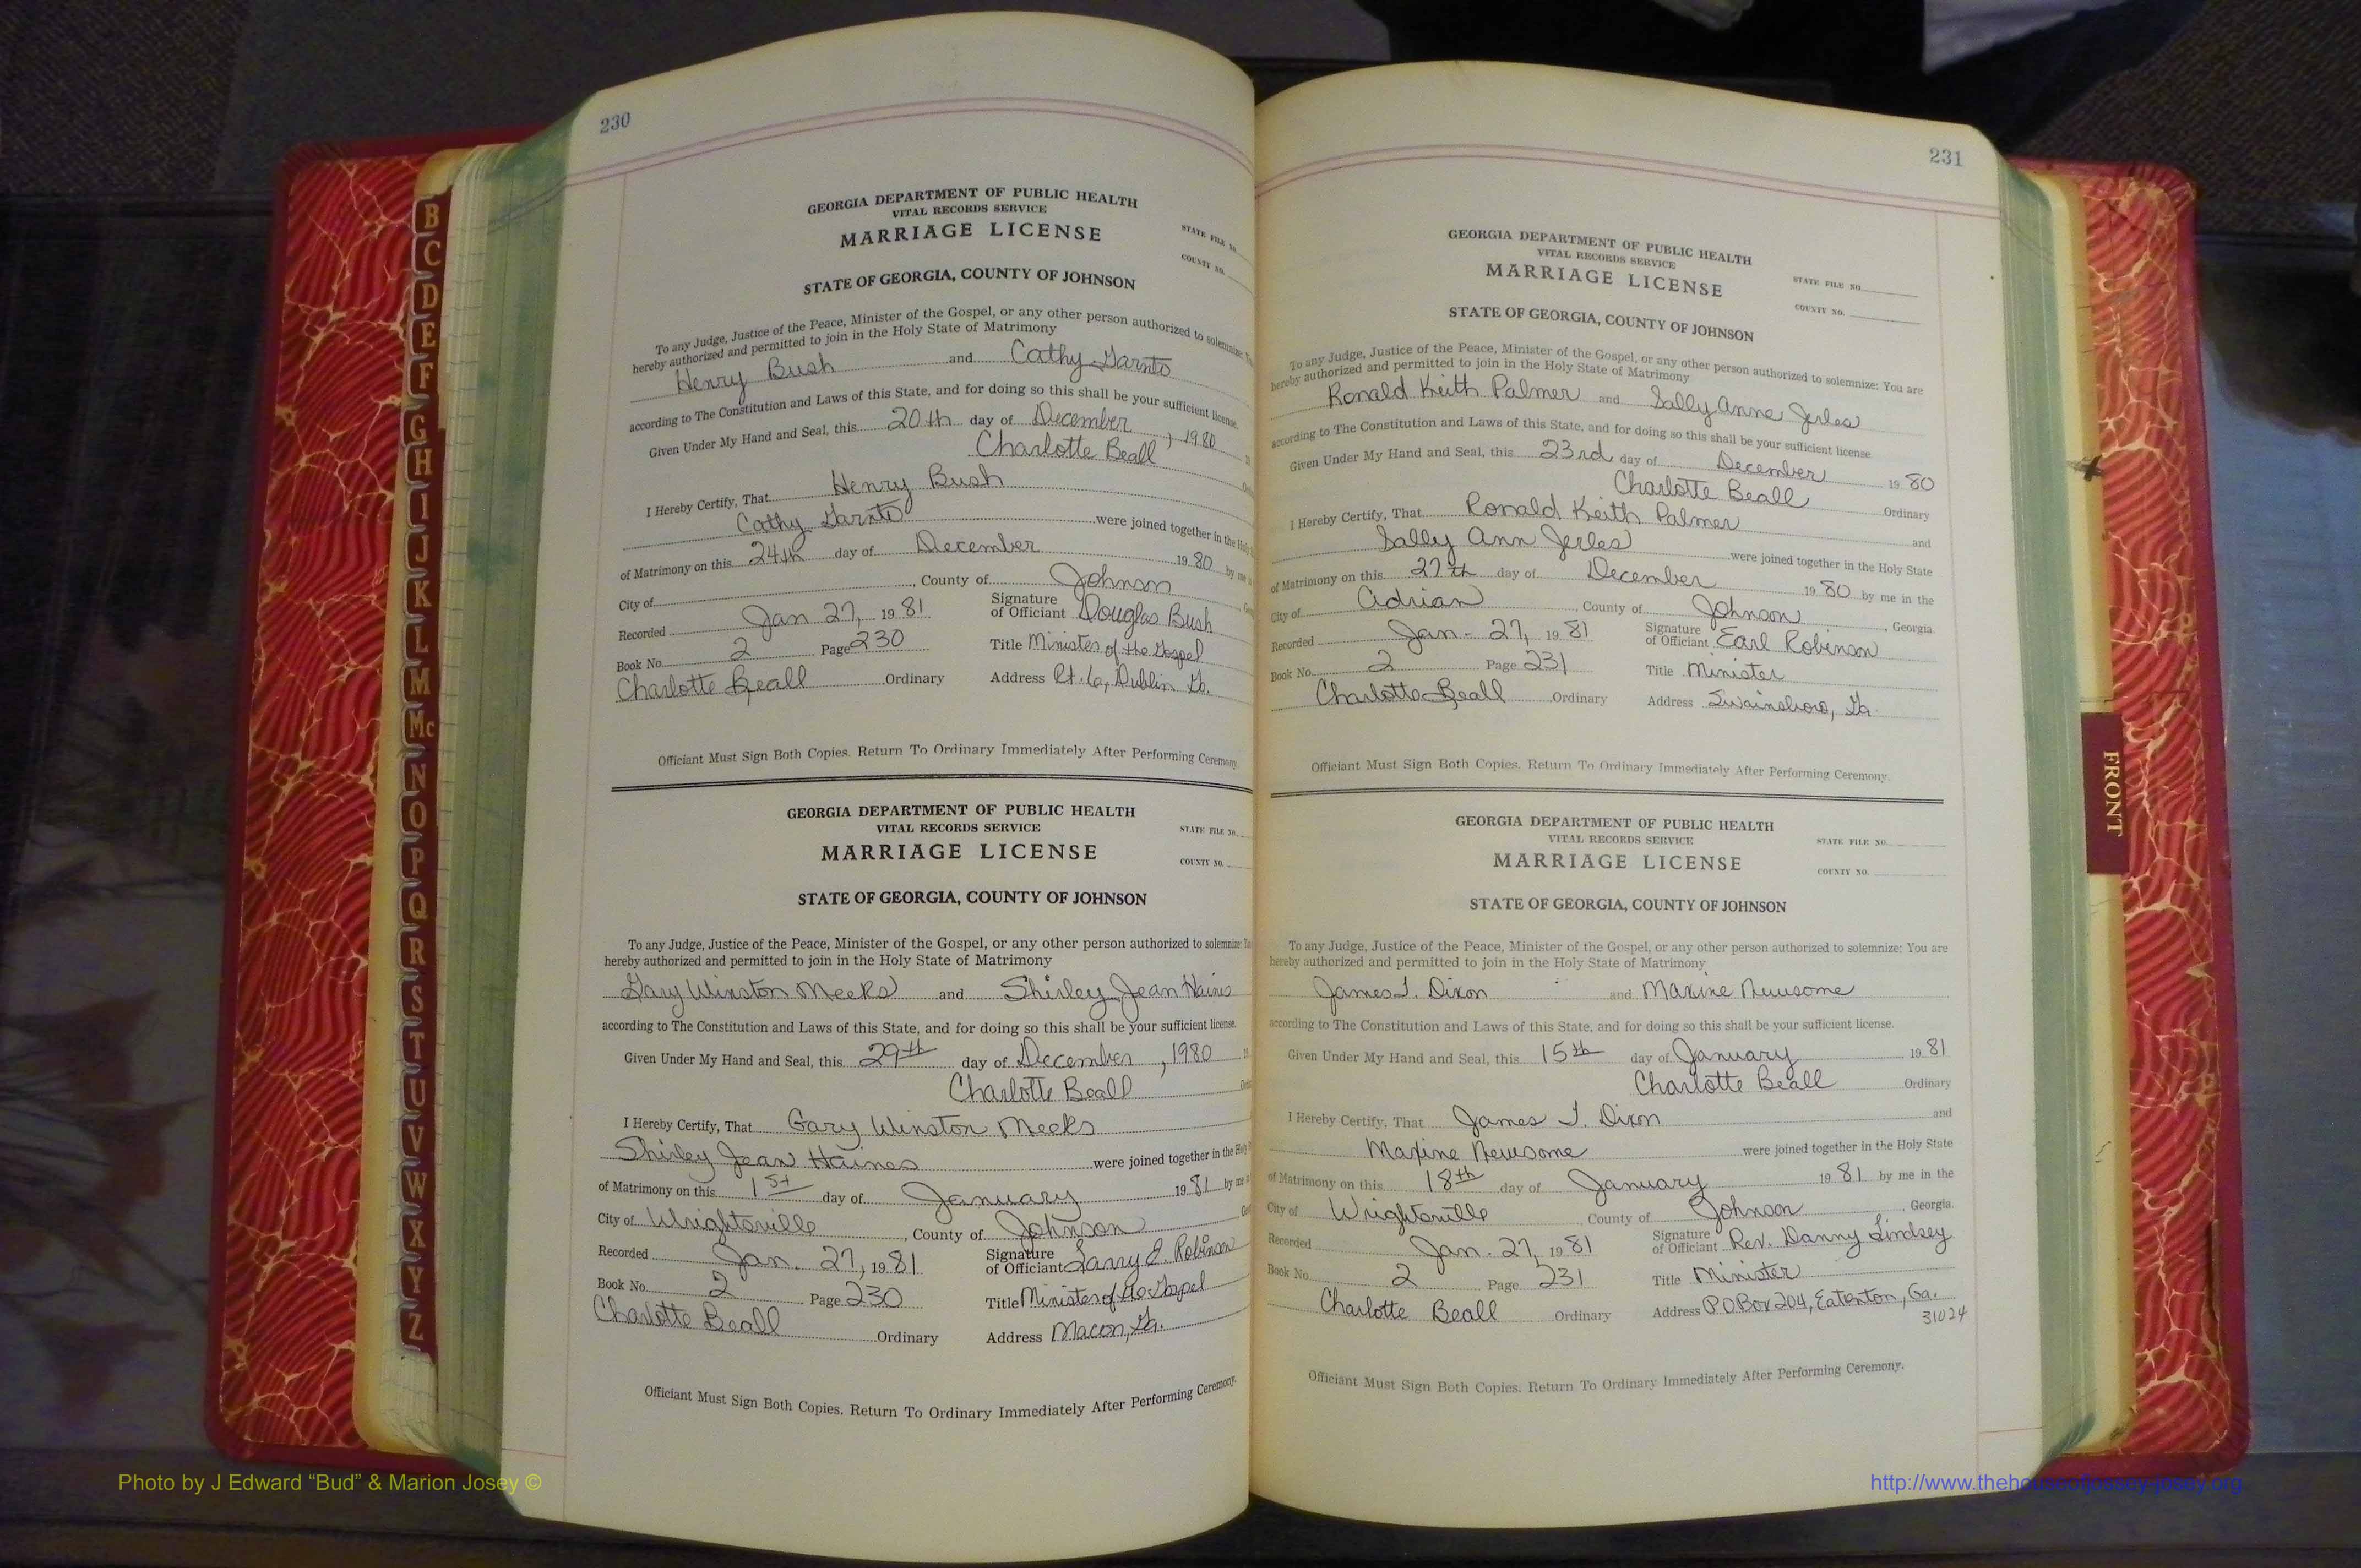 230
GEORGIA DEPARTMENT OF PUBLIC HEALTH
VITAL RECORDS SERVICE
MARRIAGE LICENSE
STATE FILE NO.
COUNTY NO.
STATE OF GEORGIA, COUNTY OF JOHNSON
To any Judge, Justice of the Peace, Minister of the Gospel, or any other person authorized to solemnize:
hereby authorized and permitted to join in the Holy State of Matrimony
Henry Bush and Cathy Garnto
according to The Constitution and Laws of this State, and for doing so this shall be your sufficient license.
Given Under My Hand and Seal, this 20th day of December, 1980
Charlotte Beall
I Hereby Certify, That Henry Bush
Cathy Garnto were joined together in the Holy
of Matrimony on this 24th day of December 19 80 by me
City of , County of Johnson
Recorded Jan 27, 19 81 Signature of Officiant Douglas Bush
Book No. 2 Page 230 Title Minister of the Gospel
Charlotte Beall Ordinary Address Rt. 6, Dublin Ga.
Officiant Must Sign Both Copies. Return To Ordinary Immediately After Performing Ceremony.
GEORGIA DEPARTMENT OF PUBLIC HEALTH
VITAL RECORDS SERVICE
MARRIAGE LICENSE
STATE FILE NO.
COUNTY NO.
STATE OF GEORGIA, COUNTY OF JOHNSON
To any Judge, Justice of the Peace, Minister of the Gospel, or any other person authorized to solemnize:
hereby authorized and permitted to join in the Holy State of Matrimony
Gary Winston Meeks and Shirley Jean Haines
according to The Constitution and Laws of this State, and for doing so this shall be your sufficient license.
Given Under My Hand and Seal, this 29th day of December, 1980
Charlotte Beall
I Hereby Certify, That Gary Winston Meeks
Shirley Jean Haines were joined together in the Holy
of Matrimony on this 1st day of January 19 81 by me
City of Wrightsville, County of Johnson
Recorded Jan. 27, 19 81 Signature of Officiant Larry E. Robinson
Book No. 2 Page 230 Title Minister of the Gospel
Charlotte Beall Ordinary Address Macon, Ga.
Officiant Must Sign Both Copies. Return To Ordinary Immediately After Performing Ceremony.
231
GEORGIA DEPARTMENT OF PUBLIC HEALTH
VITAL RECORDS SERVICE
MARRIAGE LICENSE
STATE FILE NO.
COUNTY NO.
STATE OF GEORGIA, COUNTY OF JOHNSON
To any Judge, Justice of the Peace, Minister of the Gospel, or any other person authorized to solemnize: You are
hereby authorized and permitted to join in the Holy State of Matrimony
Ronald Keith Palmer and Sally Anne Jerles
according to The Constitution and Laws of this State, and for doing so this shall be your sufficient license
Given Under My Hand and Seal, this 23rd day of December 19 80
Charlotte Beall Ordinary
I Hereby Certify, That Ronald Keith Palmer and
Sally Ann Jerles were joined together in the Holy State
of Matrimony on this 27th day of December 19 80 by me in the
City of Adrian, County of Johnson, Georgia.
Recorded Jan - 27, 19 81 Signature of Officiant Earl Robinson
Book No. 2 Page 231 Title Minister
Charlotte Beall Ordinary Address Swainsboro, Ga
Officiant Must Sign Both Copies. Return To Ordinary Immediately After Performing Ceremony.
GEORGIA DEPARTMENT OF PUBLIC HEALTH
VITAL RECORDS SERVICE
MARRIAGE LICENSE
STATE FILE NO.
COUNTY NO.
STATE OF GEORGIA, COUNTY OF JOHNSON
To any Judge, Justice of the Peace, Minister of the Gospel, or any other person authorized to solemnize: You are
hereby authorized and permitted to join in the Holy State of Matrimony
James I. Dixon and Maxine Newsome
according to The Constitution and Laws of this State, and for doing so this shall be your sufficient license.
Given Under My Hand and Seal, this 15th day of January 19 81
Charlotte Beall Ordinary
I Hereby Certify, That James I. Dixon and
Maxine Newsome were joined together in the Holy State
of Matrimony on this 18th day of January 19 81 by me in the
City of Wrightsville, County of Johnson, Georgia.
Recorded Jan. 27, 19 81 Signature of Officiant Rev. Danny Lindsey
Book No. 2 Page 231 Title Minister
Charlotte Beall Ordinary Address P.O Box 204, Eatonton, Ga.
31024
Officiant Must Sign Both Copies. Return To Ordinary Immediately After Performing Ceremony.
B
C
D
E
F
G
H
I
J
K
L
M
Mc
N
O
P
Q
R
S
T
U
V
W
X
Y
Z
FRONT
Photo by J Edward “Bud” & Marion Josey ©
http://www.thehouseofjossey-josey.org